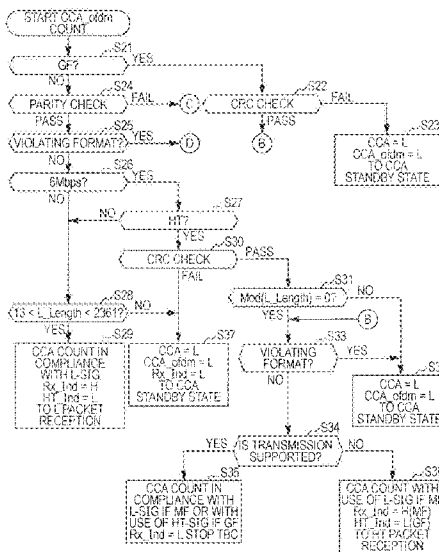 START CCA_ofdm
COUNT
S21
GF?
YES
NO
S24
S22
PARITY CHECK
FAIL
C
CRC CHECK
FAIL
PASS
S25
PASS
S23
VIOLATING FORMAT?
YES
D
B
CCA = L
CCA_ofdm = L
TO CCA
STANDBY STATE
NO
S26
6Mbps?
YES
NO
S27
NO
HT?
YES
S30
CRC CHECK
PASS
FAIL
S31
S28
Mod(L_Length) = 0?
NO
13 < L_Length < 2361?
NO
YES
B
YES
S29
S37
S33
CCA COUNT IN
COMPLIANCE
WITH L-SIG
Rx_Ind = H
HT_Ind = L
TO L PACKET
RECEPTION
CCA = L
CCA_ofdm = L
Rx_Ind = L
TO CCA
STANDBY STATE
VIOLATING
FORMAT?
YES
NO
CCA = L
CCA_ofdm = L
TO CCA
STANDBY STATE
S34
YES
IS TRANSMISSION
SUPPORTED?
NO
S35
CCA COUNT IN
COMPLIANCE WITH
L-SIG IF MF OR WITH
USE OF HT-SIG IF GF
Rx_Ind = L STOP TBC
CCA COUNT WITH
USE OF L-SIG IF MF
Rx_Ind = H(MF)
HT_Ind = L(GF)
TO HT PACKET
RECEPTION